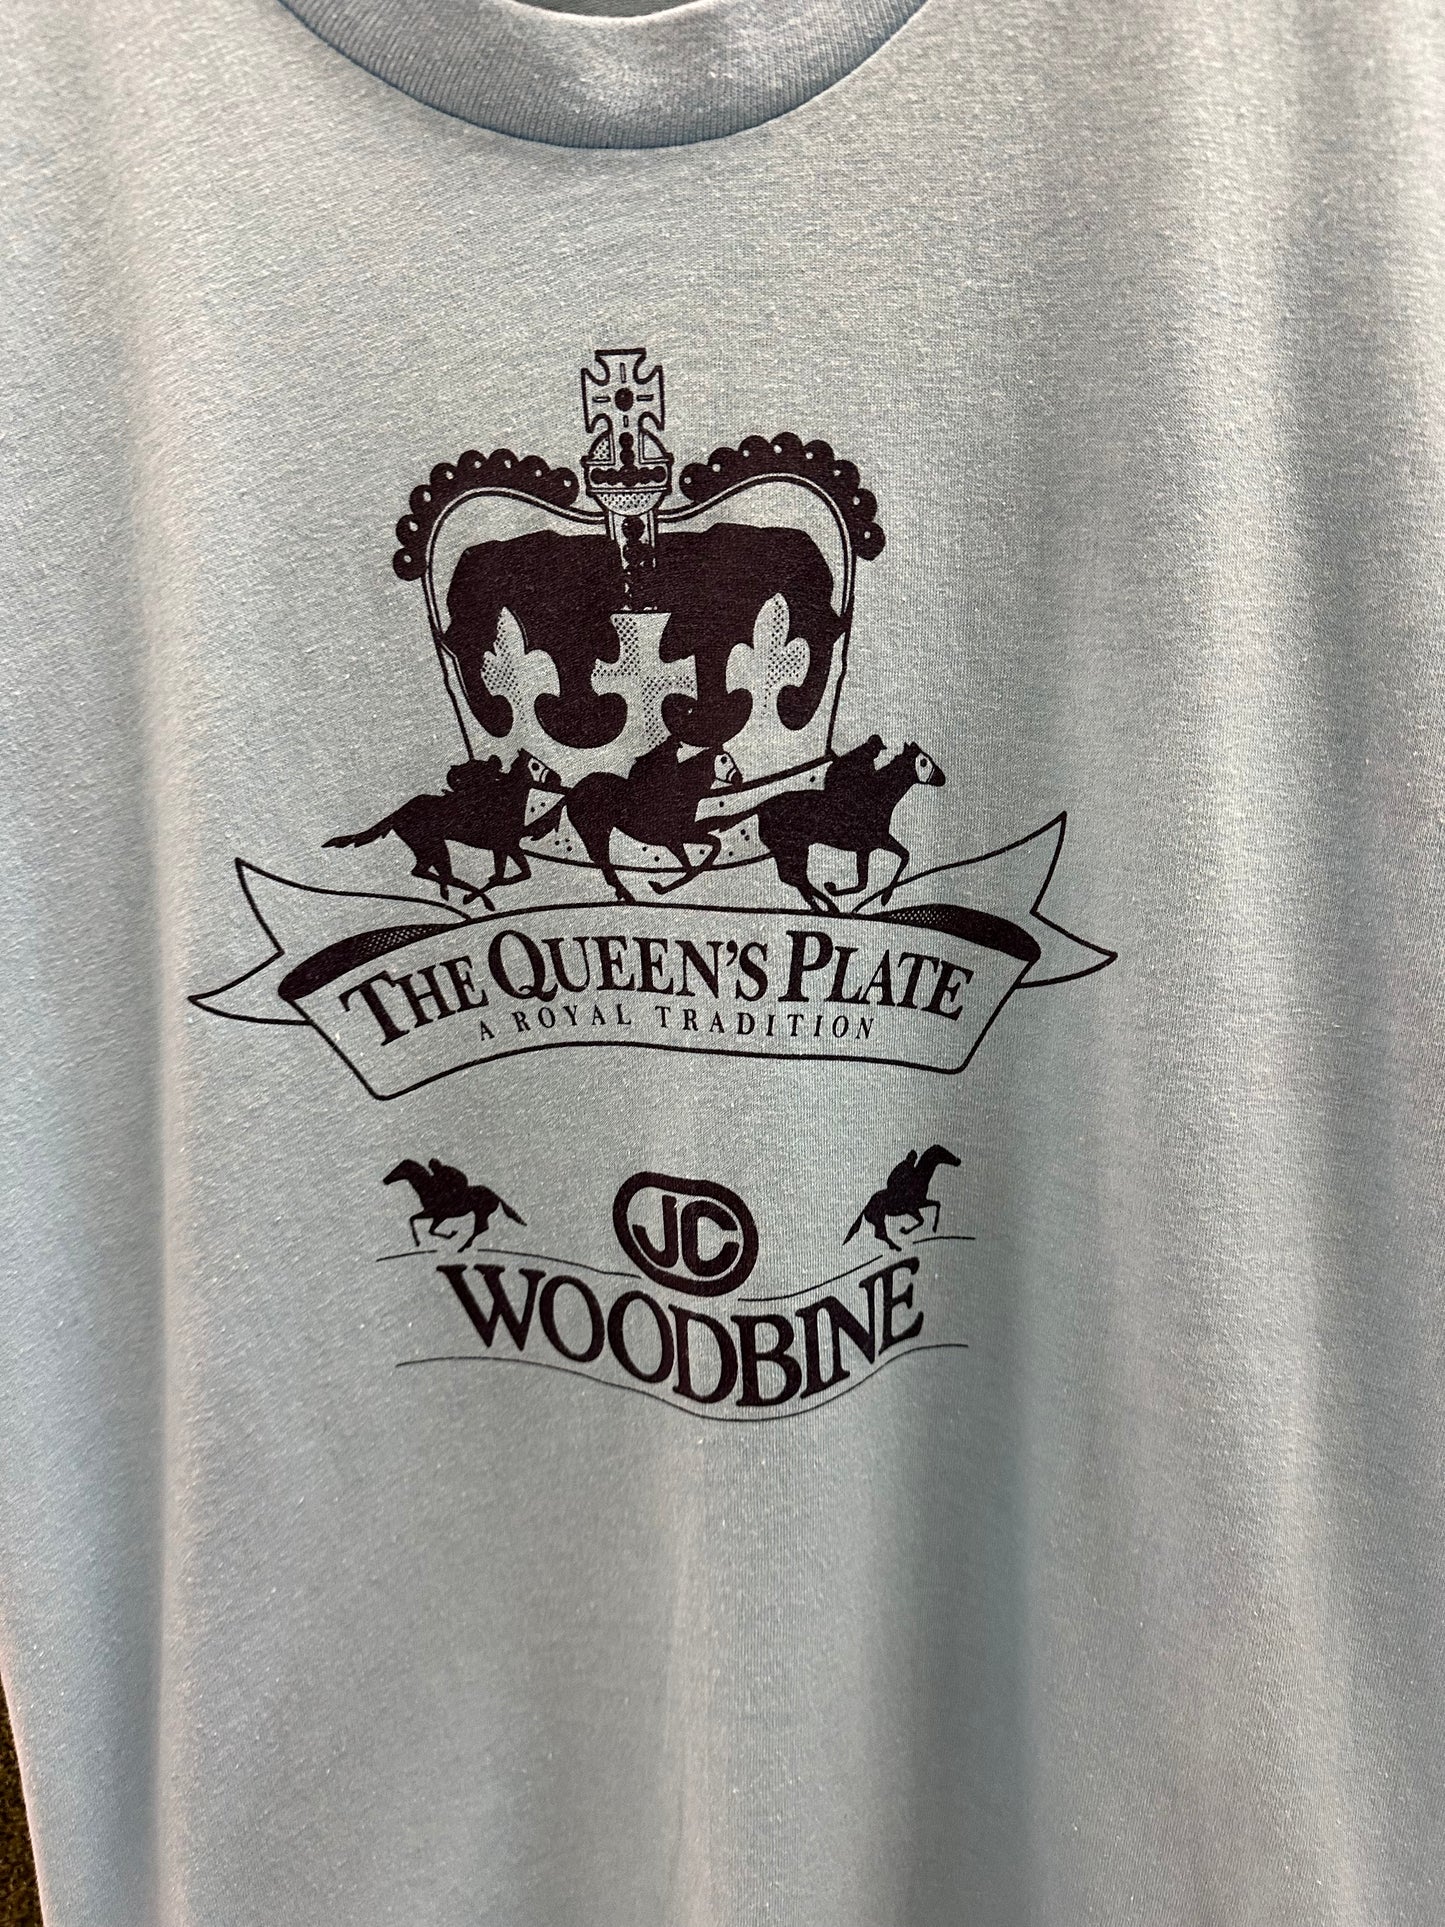 THE QUEEN'S PLATE
A ROYAL TRADITION
JC
WOODBINE